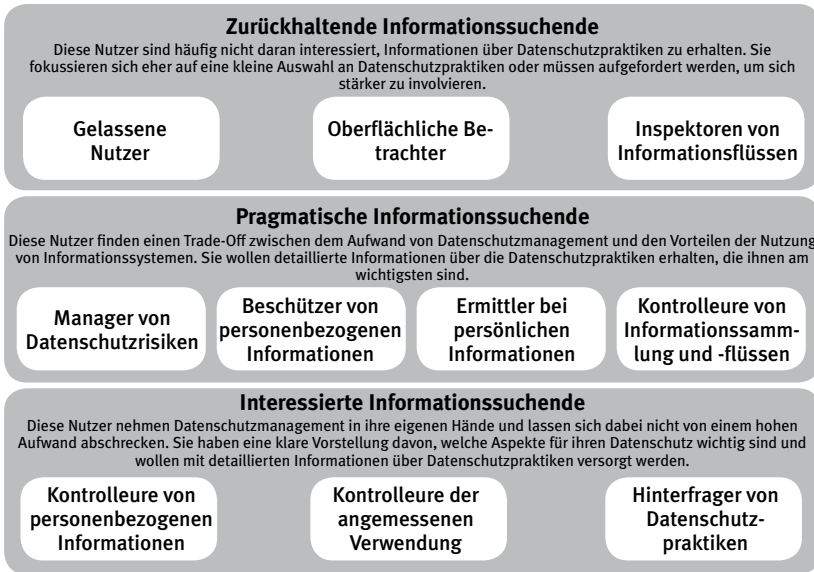 Zurückhaltende Informationssuchende
Diese Nutzer sind häufig nicht daran interessiert, Informationen über Datenschutzpraktiken zu erhalten. Sie
fokussieren sich eher auf eine kleine Auswahl an Datenschutzpraktiken oder müssen aufgefordert werden, um sich
stärker zu involvieren.
Gelassene
Nutzer
Oberflächliche Be-
trachter
Inspektoren von
Informationsflüssen
Pragmatische Informationssuchende
Diese Nutzer finden einen Trade-Off zwischen dem Aufwand von Datenschutzmanagement und den Vorteilen der Nutzung
von Informationssystemen. Sie wollen detaillierte Informationen über die Datenschutzpraktiken erhalten, die ihnen am
wichtigsten sind.
Manager von
Datenschutzrisiken
Beschützer von
personenbezogenen
Informationen
Ermittler bei
persönlichen
Informationen
Kontrolleure von
Informationssamm-
lung und -flüssen
Interessierte Informationssuchende
Diese Nutzer nehmen Datenschutzmanagement in ihre eigenen Hände und lassen sich dabei nicht von einem hohen
Aufwand abschrecken. Sie haben eine klare Vorstellung davon, welche Aspekte für ihren Datenschutz wichtig sind und
wollen mit detaillierten Informationen über Datenschutzpraktiken versorgt werden.
Kontrolleure von
personenbezogenen
Informationen
Kontrolleure der
angemessenen
Verwendung
Hinterfrager von
Datenschutz-
praktiken